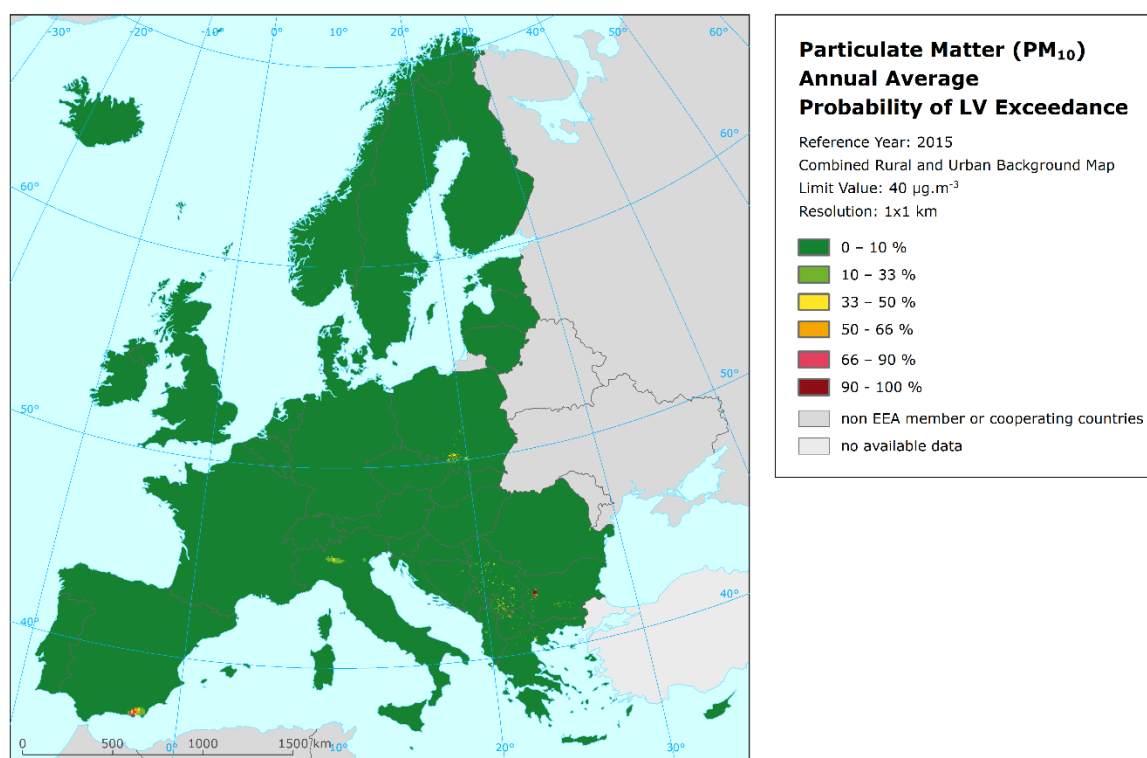 -30°
-20°
-10°
0°
10°
20°
30°
40°
50°
60°
60°
60°
50°
50°
40°
40°
0
500
1000
1500 km
0°
10°
20°
30°
Particulate Matter (PM₁₀)
Annual Average
Probability of LV Exceedance
Reference Year: 2015
Combined Rural and Urban Background Map
Limit Value: 40 µg.m⁻³
Resolution: 1x1 km
0 – 10 %
10 – 33 %
33 – 50 %
50 - 66 %
66 – 90 %
90 - 100 %
non EEA member or cooperating countries
no available data